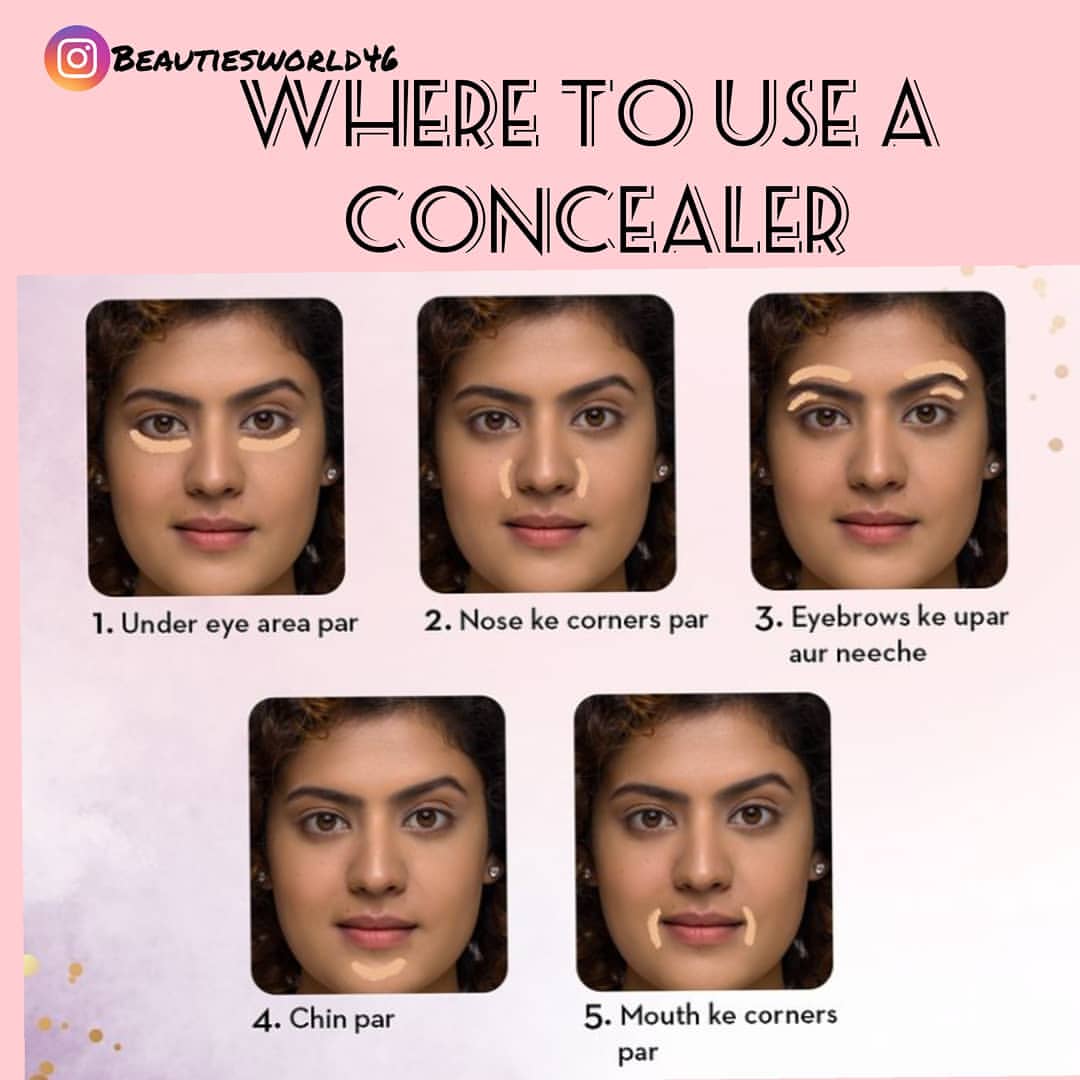 BEAUTIESWORLD46
WHERE TO USE A
CONCEALER
1. Under eye area par
2. Nose ke corners par
3. Eyebrows ke upar
aur neeche
4. Chin par
5. Mouth ke corners
par